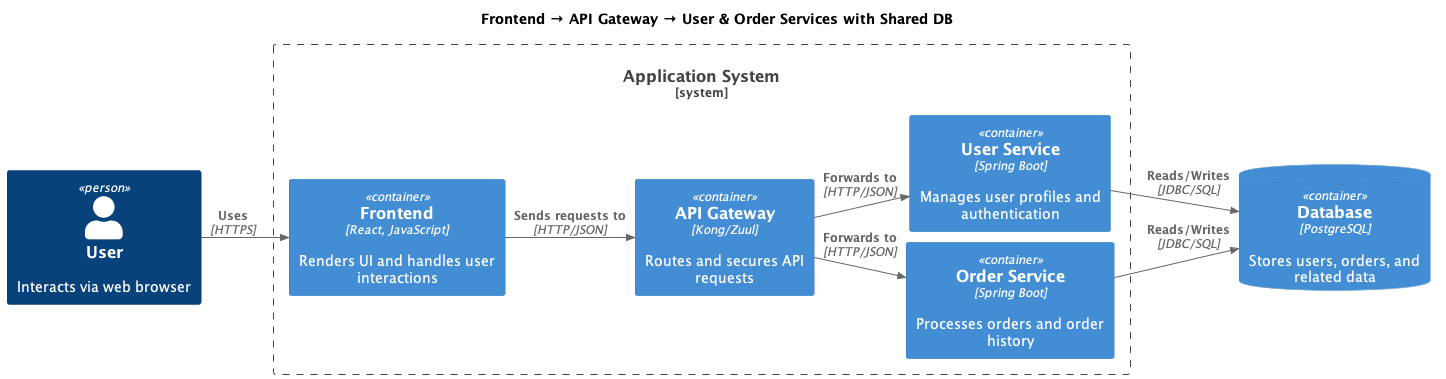 Frontend → API Gateway → User & Order Services with Shared DB
Application System
[system]
«person»
User
Interacts via web browser
Uses
[HTTPS]
«container»
Frontend
[React, JavaScript]
Renders UI and handles user
interactions
Sends requests to
[HTTP/JSON]
«container»
API Gateway
[Kong/Zuul]
Routes and secures API
requests
Forwards to
[HTTP/JSON]
Forwards to
[HTTP/JSON]
«container»
User Service
[Spring Boot]
Manages user profiles and
authentication
«container»
Order Service
[Spring Boot]
Processes orders and order
history
Reads/Writes
[JDBC/SQL]
Reads/Writes
[JDBC/SQL]
«container»
Database
[PostgreSQL]
Stores users, orders, and
related data